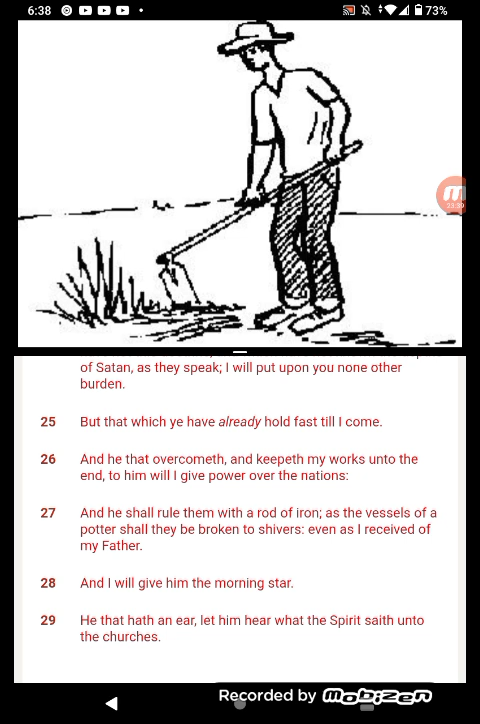 6:38
73%
23:29
of Satan, as they speak; I will put upon you none other
burden.
25 But that which ye have already hold fast till I come.
26 And he that overcometh, and keepeth my works unto the
end, to him will I give power over the nations:
27 And he shall rule them with a rod of iron; as the vessels of a
potter shall they be broken to shivers: even as I received of
my Father.
28 And I will give him the morning star.
29 He that hath an ear, let him hear what the Spirit saith unto
the churches.
Recorded by mobizen